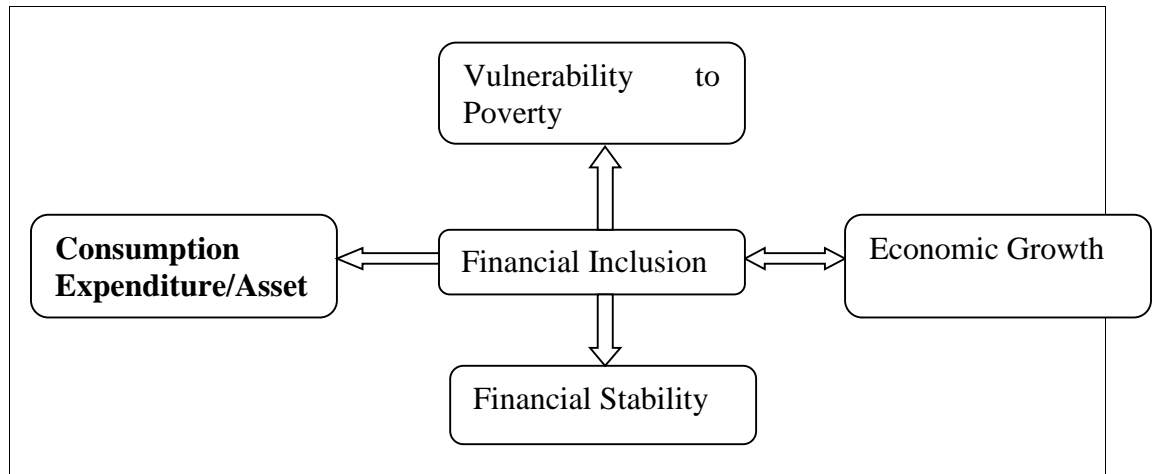 Vulnerability to
Poverty
Consumption
Expenditure/Asset
Financial Inclusion
Economic Growth
Financial Stability